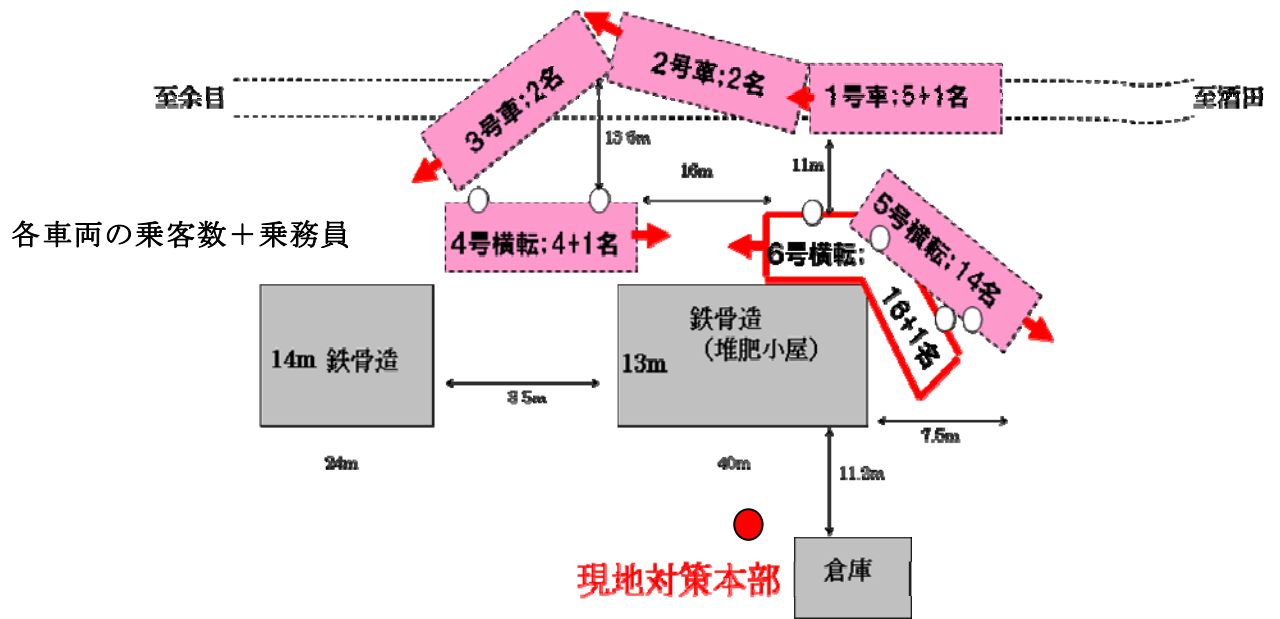 2号車;2名
至余目
3号車;2名
1号車;5+1名
至酒田
13.6m
16m
11m
各車両の乗客数＋乗務員
4号横転;4+1名
6号横転;
16+1名
5号横転;14名
14m 鉄骨造
鉄骨造
（堆肥小屋）
13m
7.5m
24m
40m
11.3m
現地対策本部
倉庫